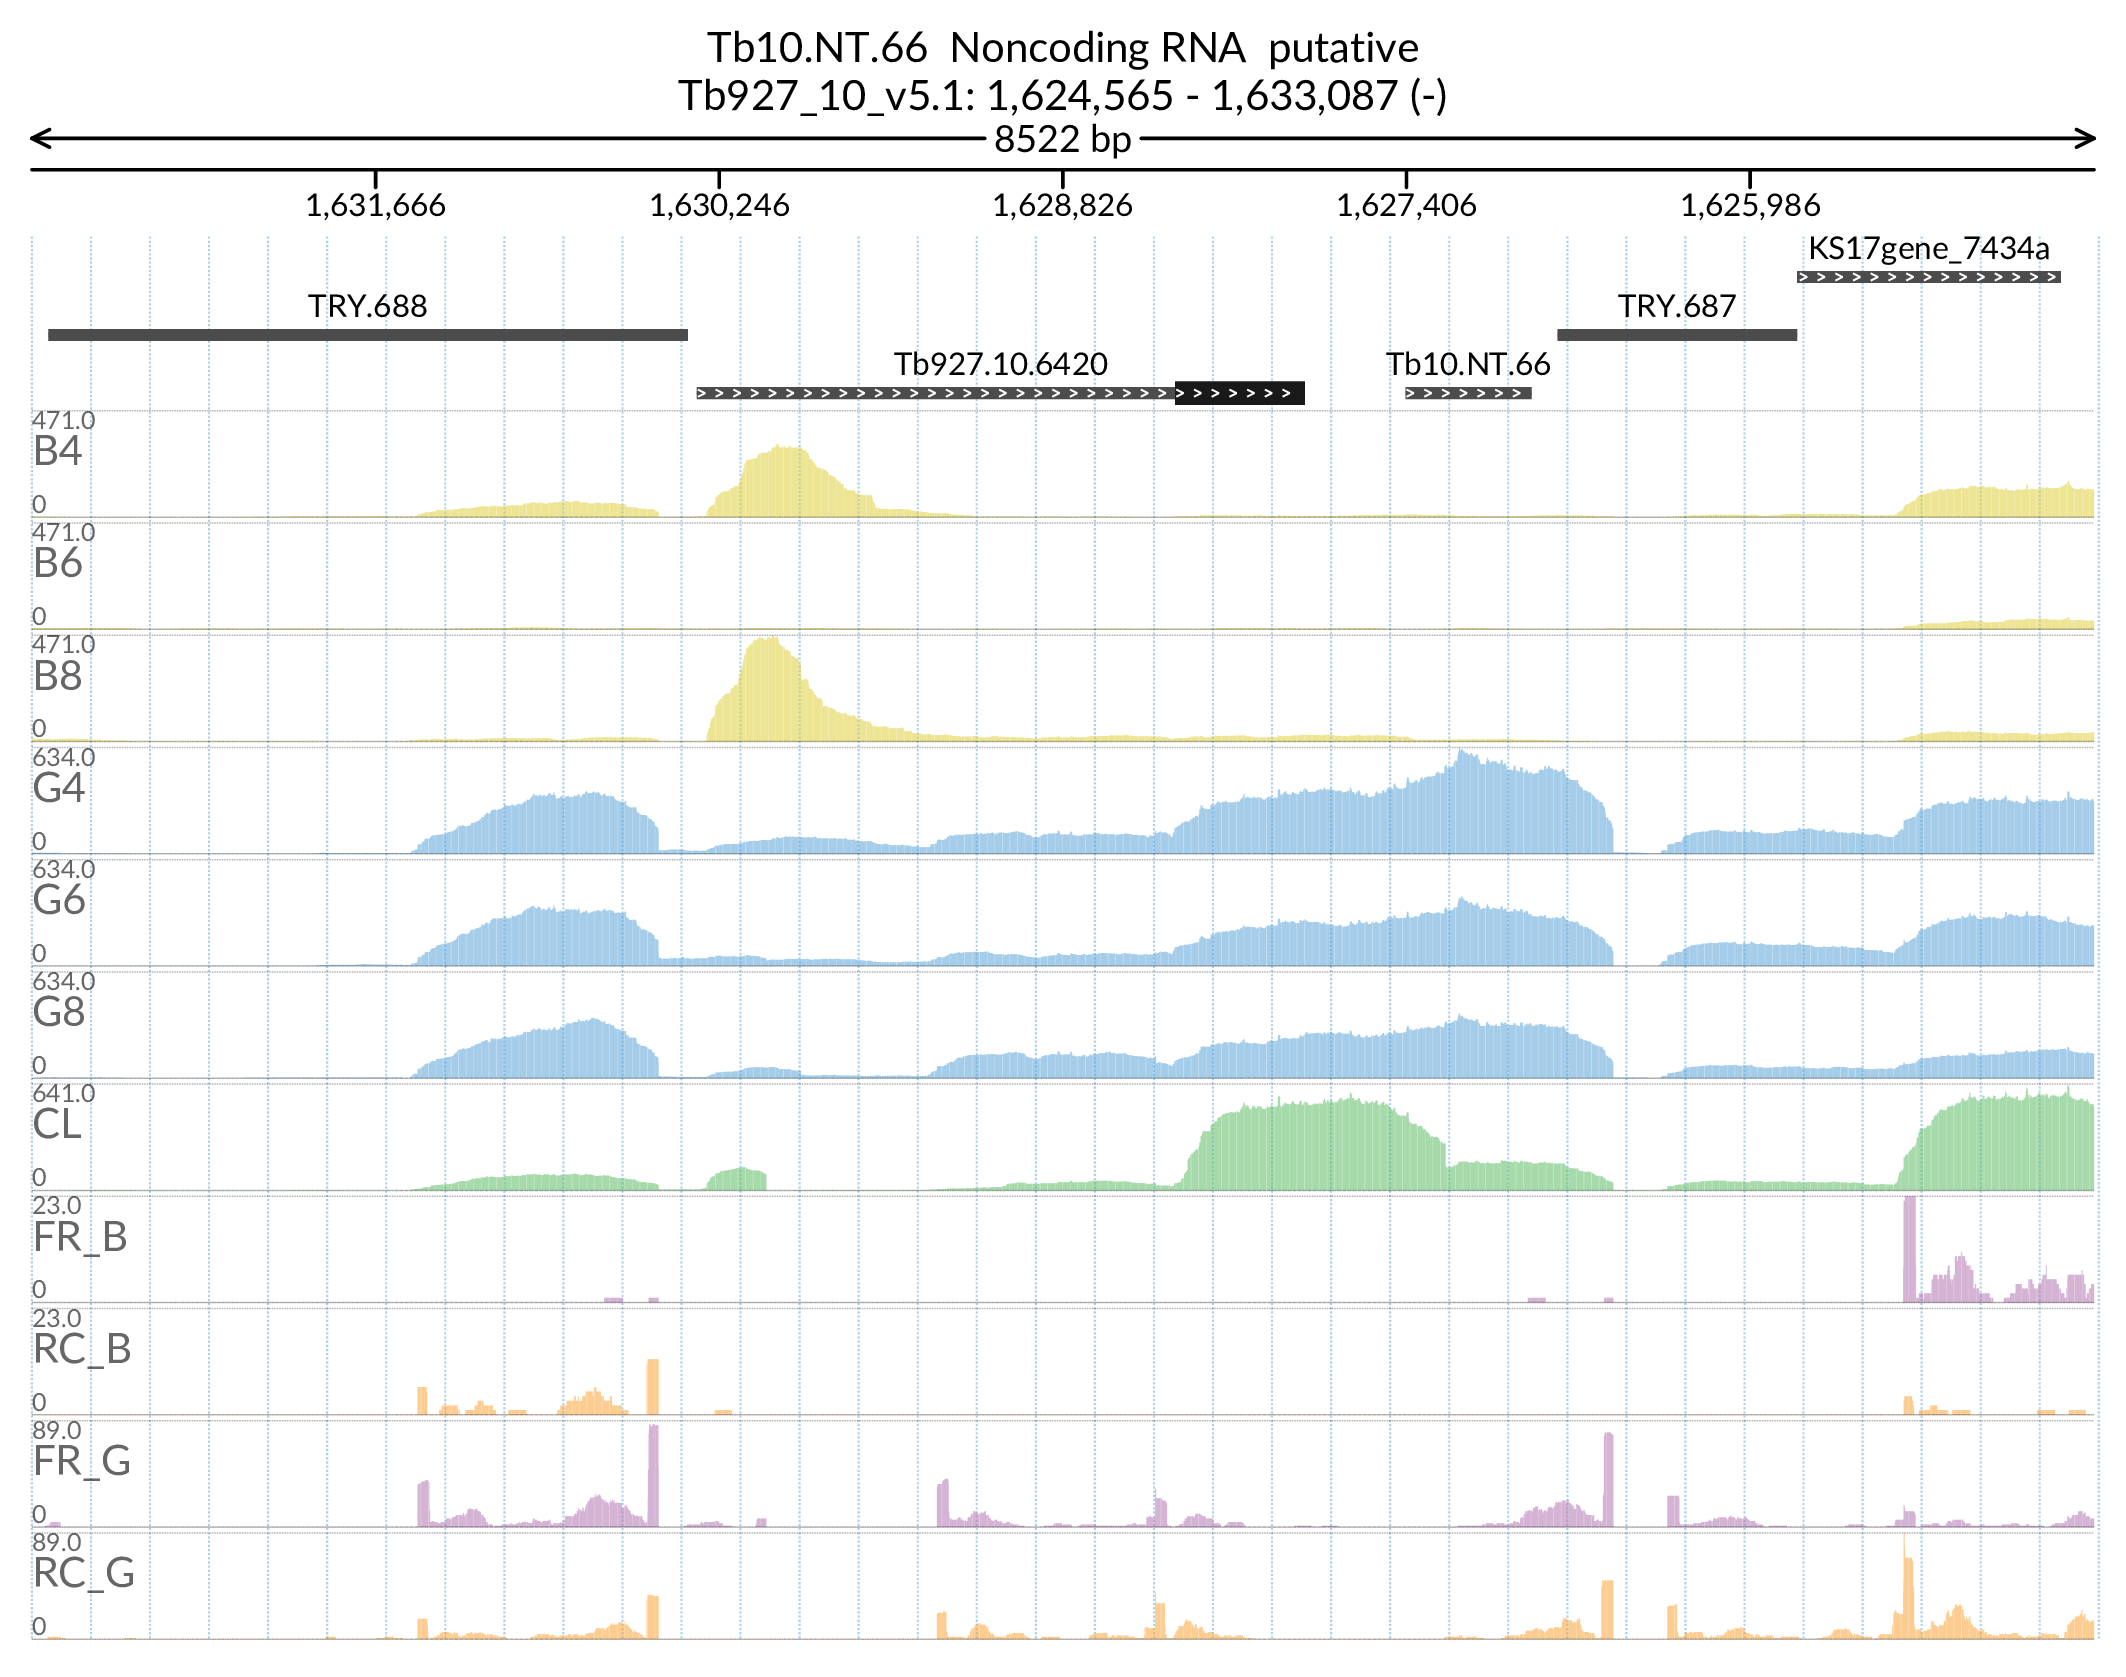 Tb10.NT.66 Noncoding RNA putative
Tb927_10_v5.1: 1,624,565 - 1,633,087 (-)
8522 bp
1,631,666 1,630,246 1,628,826 1,627,406 1,625,986
KS17gene_7434a
TRY.688 TRY.687
Tb927.10.6420 Tb10.NT.66
471.0
B4
0
471.0
B6
0
471.0
B8
0
634.0
G4
0
634.0
G6
0
634.0
G8
0
641.0
CL
0
23.0
FR_B
0
23.0
RC_B
0
89.0
FR_G
0
89.0
RC_G
0